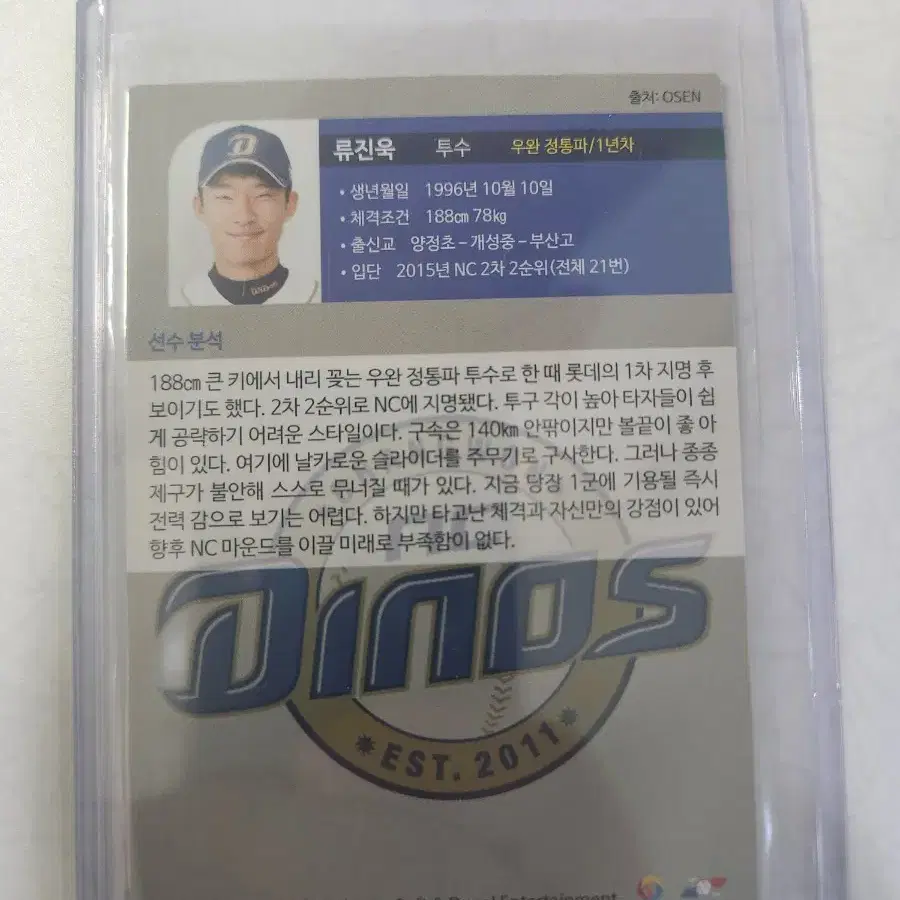 출처: OSEN
류진욱 투수 우완 정통파/1년차
• 생년월일 1996년 10월 10일
• 체격조건 188㎝ 78㎏
• 출신교 양정초-개성중-부산고
• 입단 2015년 NC 2차 2순위(전체 21번)
선수 분석
188㎝ 큰 키에서 내리 꽂는 우완 정통파 투수로 한 때 롯데의 1차 지명 후
보이기도 했다. 2차 2순위로 NC에 지명됐다. 투구 각이 높아 타자들이 쉽
게 공략하기 어려운 스타일이다. 구속은 140㎞ 안팎이지만 볼끝이 좋 아
힘이 있다. 여기에 날카로운 슬라이더를 주무기로 구사한다. 그러나 종종
제구가 불안해 스스로 무너질 때가 있다. 지금 당장 1군에 기용될 즉시
전력 감으로 보기는 어렵다. 하지만 타고난 체격과 자신만의 강점이 있어
향후 NC 마운드를 이끌 미래로 부족함이 없다.
DINOS
EST. 2011
Entertainment